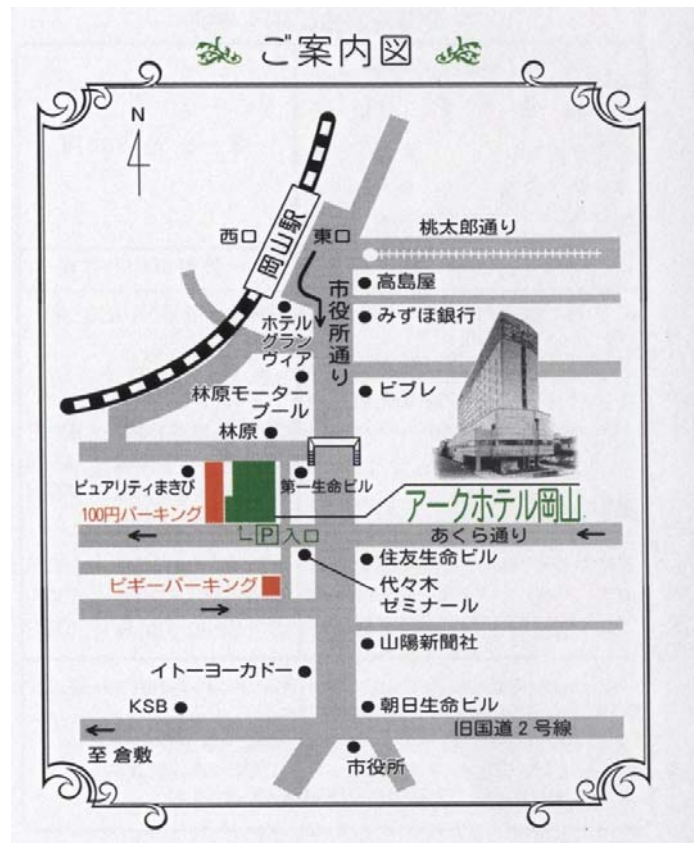 ご案内図
N
西口
岡山駅
東口
桃太郎通り
高島屋
市役所通り
みずほ銀行
ホテル
グラン
ヴィア
ビブレ
林原モーター
プール
林原
ピュアリティまきび
第一生命ビル
100円パーキング
アークホテル岡山
P 入口
あくら通り
住友生命ビル
ビギーパーキング
代々木
ゼミナール
山陽新聞社
イトーヨーカドー
KSB
朝日生命ビル
旧国道2号線
至 倉敷
市役所